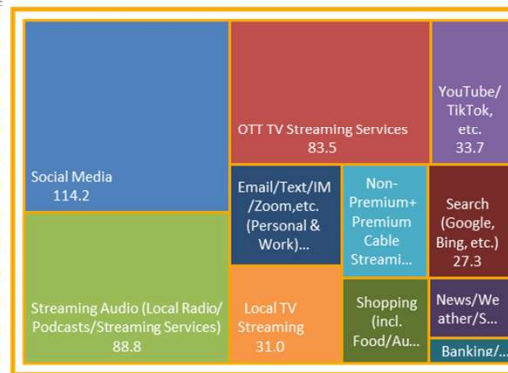 Social Media
114.2
OTT TV Streaming Services
83.5
YouTube/
TikTok,
etc.
33.7
Email/Text/IM
/Zoom,etc.
(Personal &
Work)...
Non-
Premium+
Premium
Cable
Streami...
Search
(Google,
Bing, etc.)
27.3
Streaming Audio (Local Radio/
Podcasts/Streaming Services)
88.8
Local TV
Streaming
31.0
Shopping
(incl.
Food/Au...
News/We
ather/S...
Banking/...